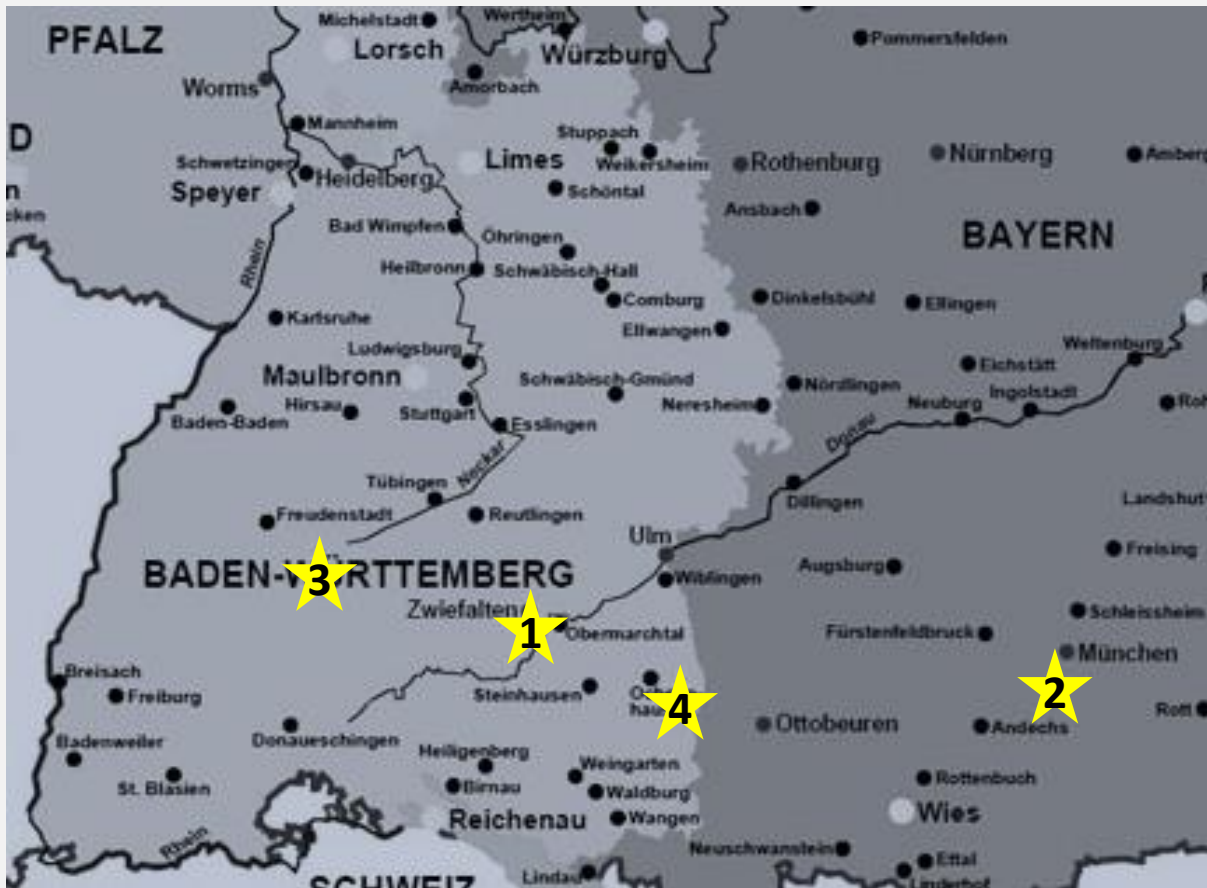 Michelstadt
Wertheim
PFALZ
Lorsch
Würzburg
Pommersfelden
Worms
Amorbach
D
Mannheim
Stuppach
Schwetzingen
Heidelberg
Limes
Weikersheim
Rothenburg
Nürnberg
Amberg
Speyer
Schöntal
cken
Ansbach
Bad Wimpfen
Öhringen
BAYERN
Rhein
Heilbronn
Schwäbisch-Hall
Comburg
Dinkelsbühl
Ellingen
Karlsruhe
Ellwangen
Ludwigsburg
Weltenburg
Maulbronn
Schwäbisch-Gmünd
Eichstätt
Hirsau
Stuttgart
Nördlingen
Ingolstadt
Baden-Baden
Neresheim
Neuburg
Esslingen
Donau
Neckar
Tübingen
Dillingen
Landshut
Freudenstadt
Reutlingen
Ulm
Freising
BADEN-WÜRTTEMBERG
3
Wiblingen
Augsburg
Zwiefalten
1
Obermarchtal
Schleissheim
Fürstenfeldbruck
München
Breisach
Freiburg
Steinhausen
4
2
Rott
Donaueschingen
Ottobeuren
Andechs
Badenweiler
Heiligenberg
Weingarten
St. Blasien
Birnau
Waldburg
Rottenbuch
Reichenau
Wangen
Wies
Rhein
Neuschwanstein
Ettal
Lindau
Linderhof
SCHWEIZ